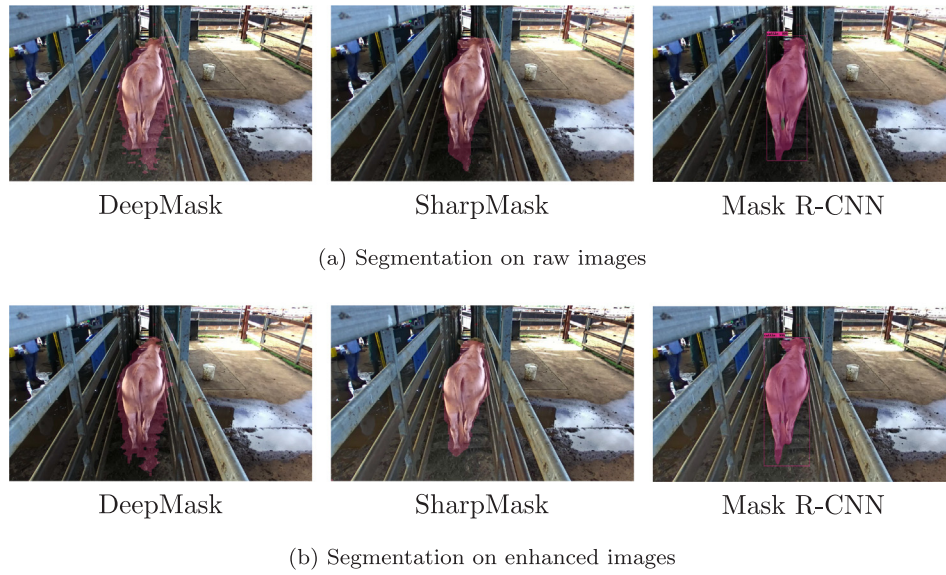 DeepMask
SharpMask
Mask R-CNN
(a) Segmentation on raw images
DeepMask
SharpMask
Mask R-CNN
(b) Segmentation on enhanced images